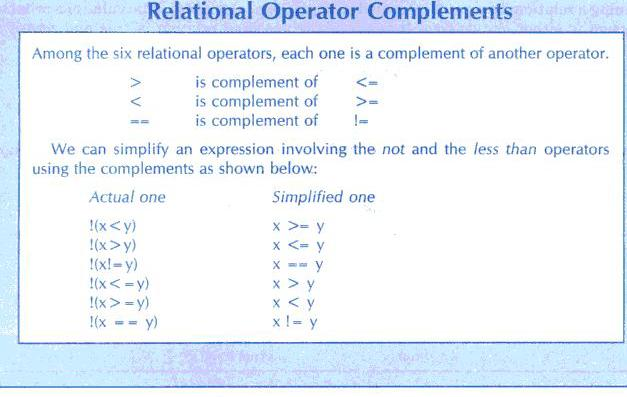 Relational Operator Complements
Among the six relational operators, each one is a complement of another operator.
> is complement of <=
< is complement of >=
== is complement of !=
We can simplify an expression involving the not and the less than operators
using the complements as shown below:
Actual one Simplified one
!(x<y) x >= y
!(x>y) x <= y
!(x!=y) x == y
!(x<=y) x > y
!(x>=y) x < y
!(x == y) x != y